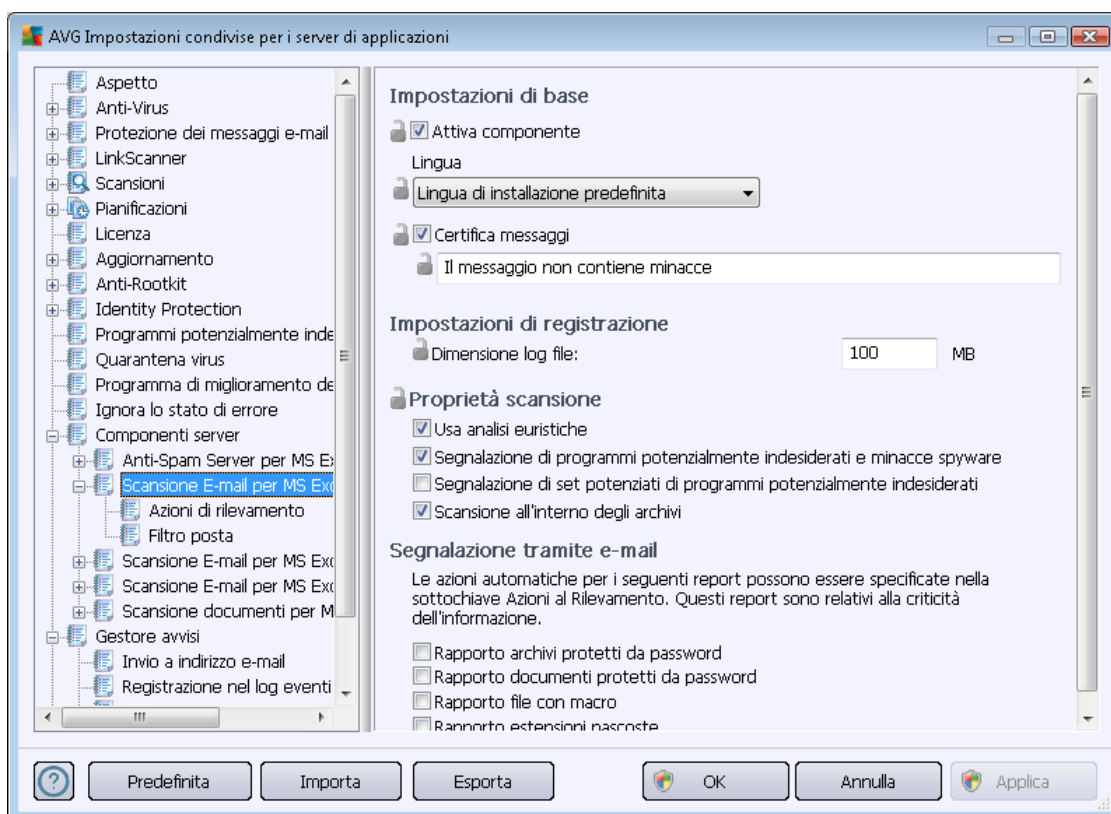 AVG Impostazioni condivise per i server di applicazioni
Aspetto
Anti-Virus
Protezione dei messaggi e-mail
LinkScanner
Scansioni
Pianificazioni
Licenza
Aggiornamento
Anti-Rootkit
Identity Protection
Programmi potenzialmente inde
Quarantena virus
Programma di miglioramento de
Ignora lo stato di errore
Componenti server
Anti-Spam Server per MS E
Scansione E-mail per MS Exc
Azioni di rilevamento
Filtro posta
Scansione E-mail per MS Exc
Scansione E-mail per MS Exc
Scansione documenti per M
Gestore avvisi
Invio a indirizzo e-mail
Registrazione nel log eventi
Impostazioni di base
Attiva componente
Lingua
Lingua di installazione predefinita
Certifica messaggi
Il messaggio non contiene minacce
Impostazioni di registrazione
Dimensione log file: 100 MB
Proprietà scansione
Usa analisi euristiche
Segnalazione di programmi potenzialmente indesiderati e minacce spyware
Segnalazione di set potenziati di programmi potenzialmente indesiderati
Scansione all'interno degli archivi
Segnalazione tramite e-mail
Le azioni automatiche per i seguenti report possono essere specificate nella
sottochiave Azioni al Rilevamento. Questi report sono relativi alla criticità
dell'informazione.
Rapporto archivi protetti da password
Rapporto documenti protetti da password
Rapporto file con macro
Rapporto estensioni nascoste
Predefinita Importa Esporta OK Annulla Applica